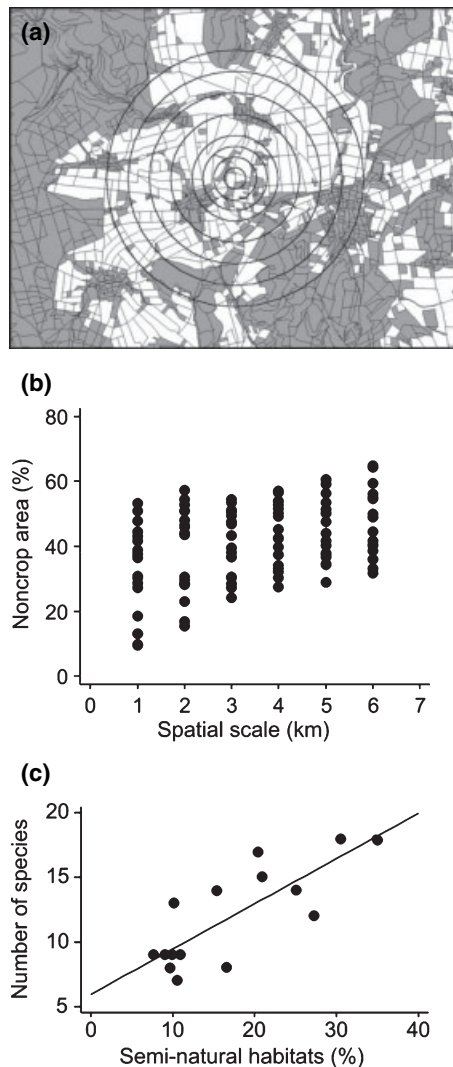 (a)
(b)
80
60
40
20
0
Noncrop area (%)
0 1 2 3 4 5 6 7
Spatial scale (km)
(c)
20
15
10
5
Number of species
0 10 20 30 40
Semi-natural habitats (%)